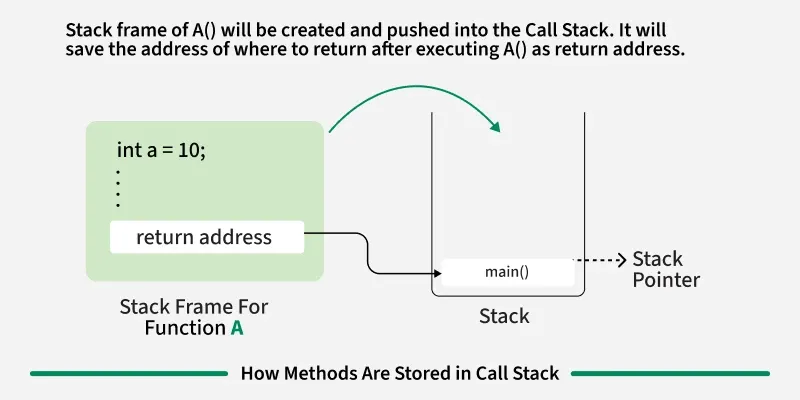 Stack frame of A() will be created and pushed into the Call Stack. It will
save the address of where to return after executing A() as return address.
int a = 10;
return address
main()
Stack
Pointer
Stack Frame For
Function A
Stack
How Methods Are Stored in Call Stack